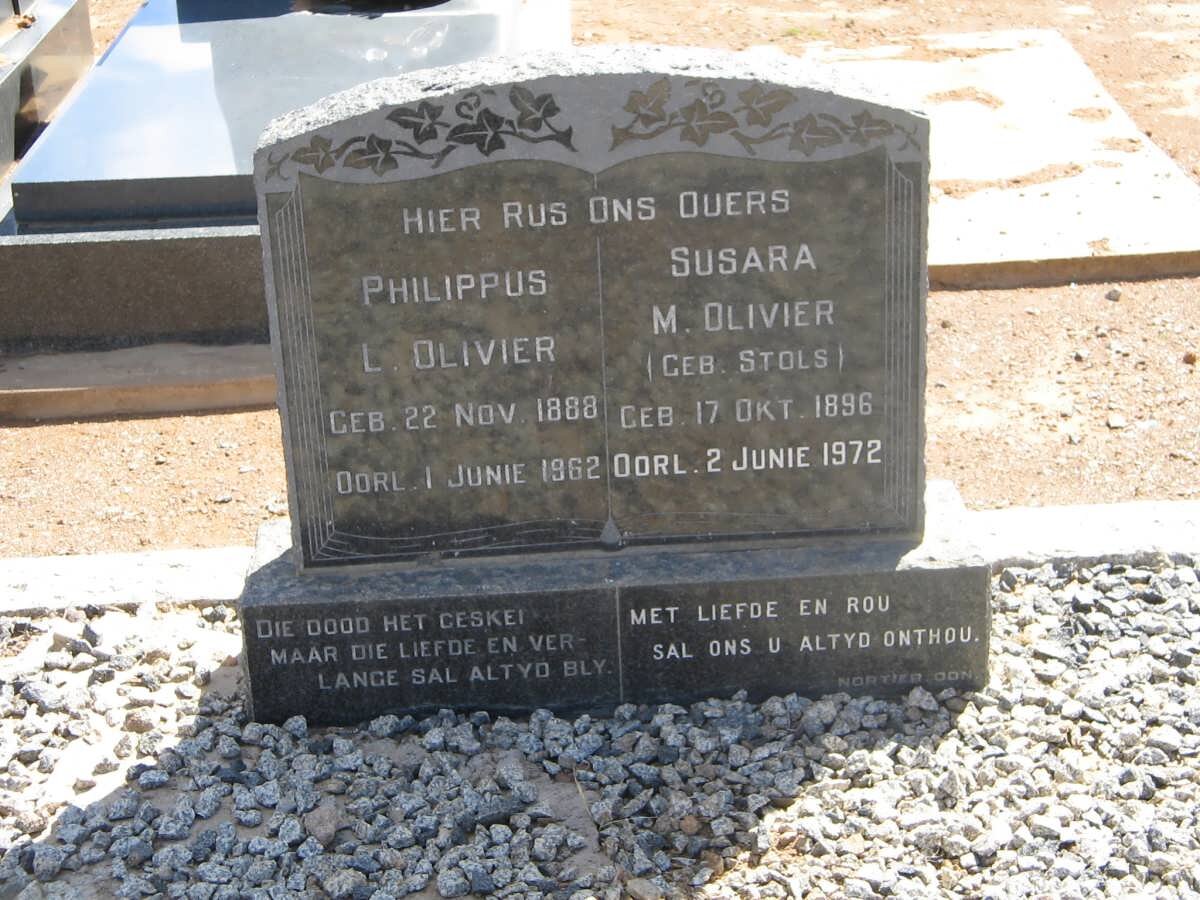 HIER RUS ONS OUERS
PHILIPPUS
L. OLIVIER
GEB. 22 NOV. 1888
OORL. 1 JUNIE 1962
SUSARA
M. OLIVIER
(GEB. STOLS)
GEB. 17 OKT. 1896
OORL. 2 JUNIE 1972
DIE DOOD HET GESKEI
MAAR DIE LIEFDE EN VER-
LANGE SAL ALTYD BLY.
MET LIEFDE EN ROU
SAL ONS U ALTYD ONTHOU.
NORTIER. ODN.